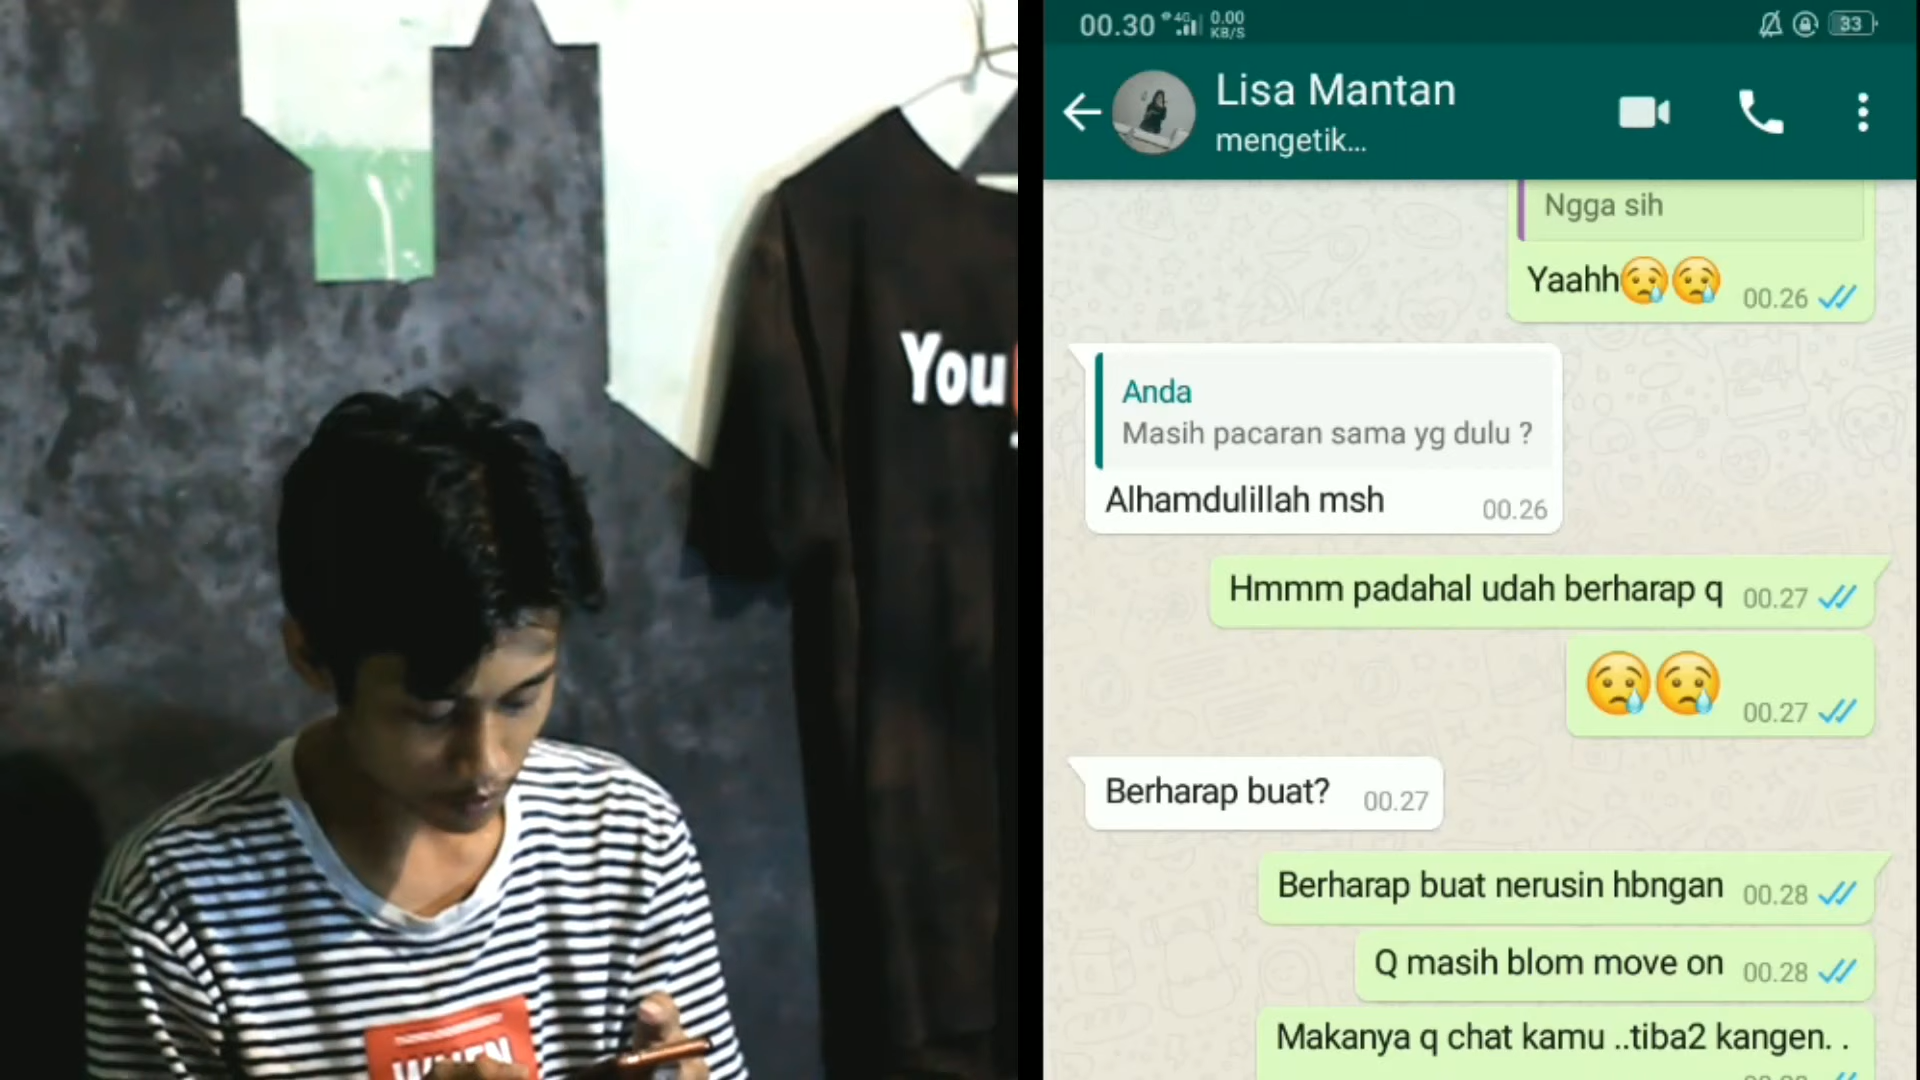 You
WHEN
00.30 4G 0.00 KB/S 33
Lisa Mantan
mengetik...
Ngga sih
Yaahh😢😢 00.26
Anda
Masih pacaran sama yg dulu ?
Alhamdulillah msh 00.26
Hmmm padahal udah berharap q 00.27
😢😢 00.27
Berharap buat? 00.27
Berharap buat nerusin hbngan 00.28
Q masih blom move on 00.28
Makanya q chat kamu ..tiba2 kangen. .